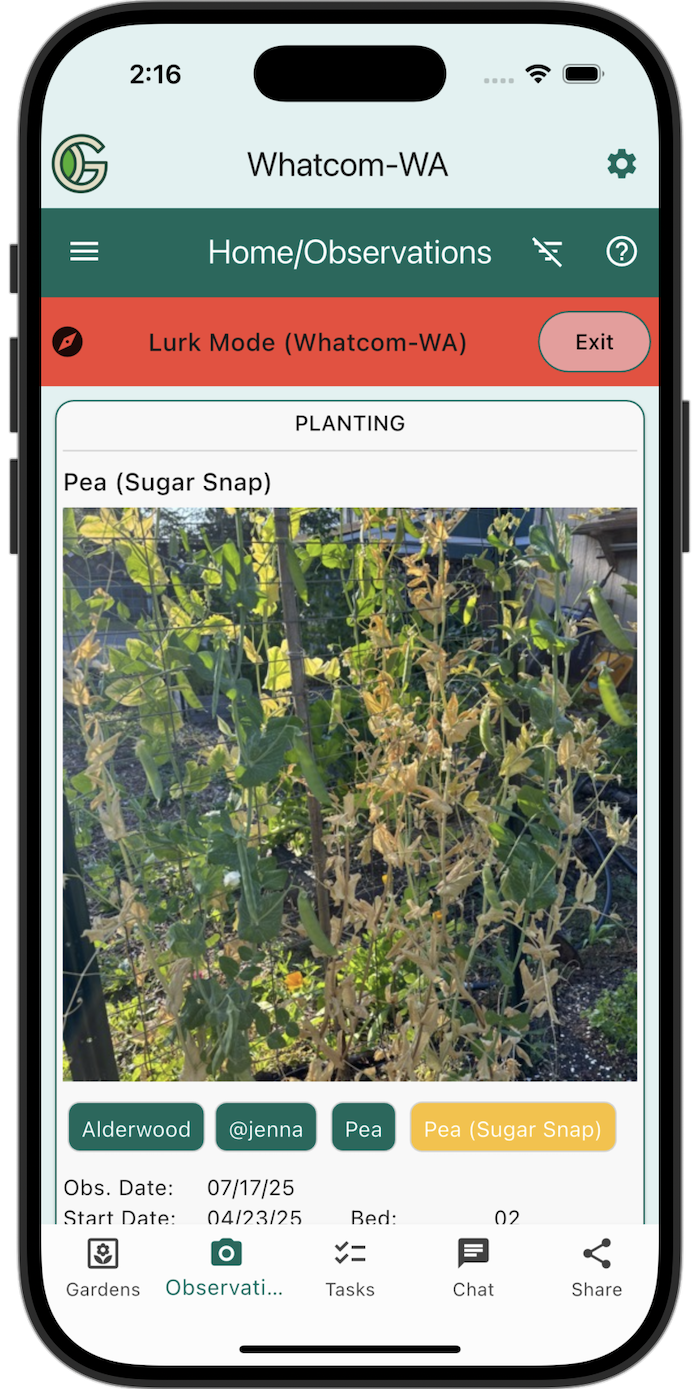 2:16
Whatcom-WA
Home/Observations
Lurk Mode (Whatcom-WA) Exit
PLANTING
Pea (Sugar Snap)
Alderwood @jenna Pea Pea (Sugar Snap)
Obs. Date: 07/17/25
Start Date: 04/23/25 Bed: 02
Gardens Observati... Tasks Chat Share